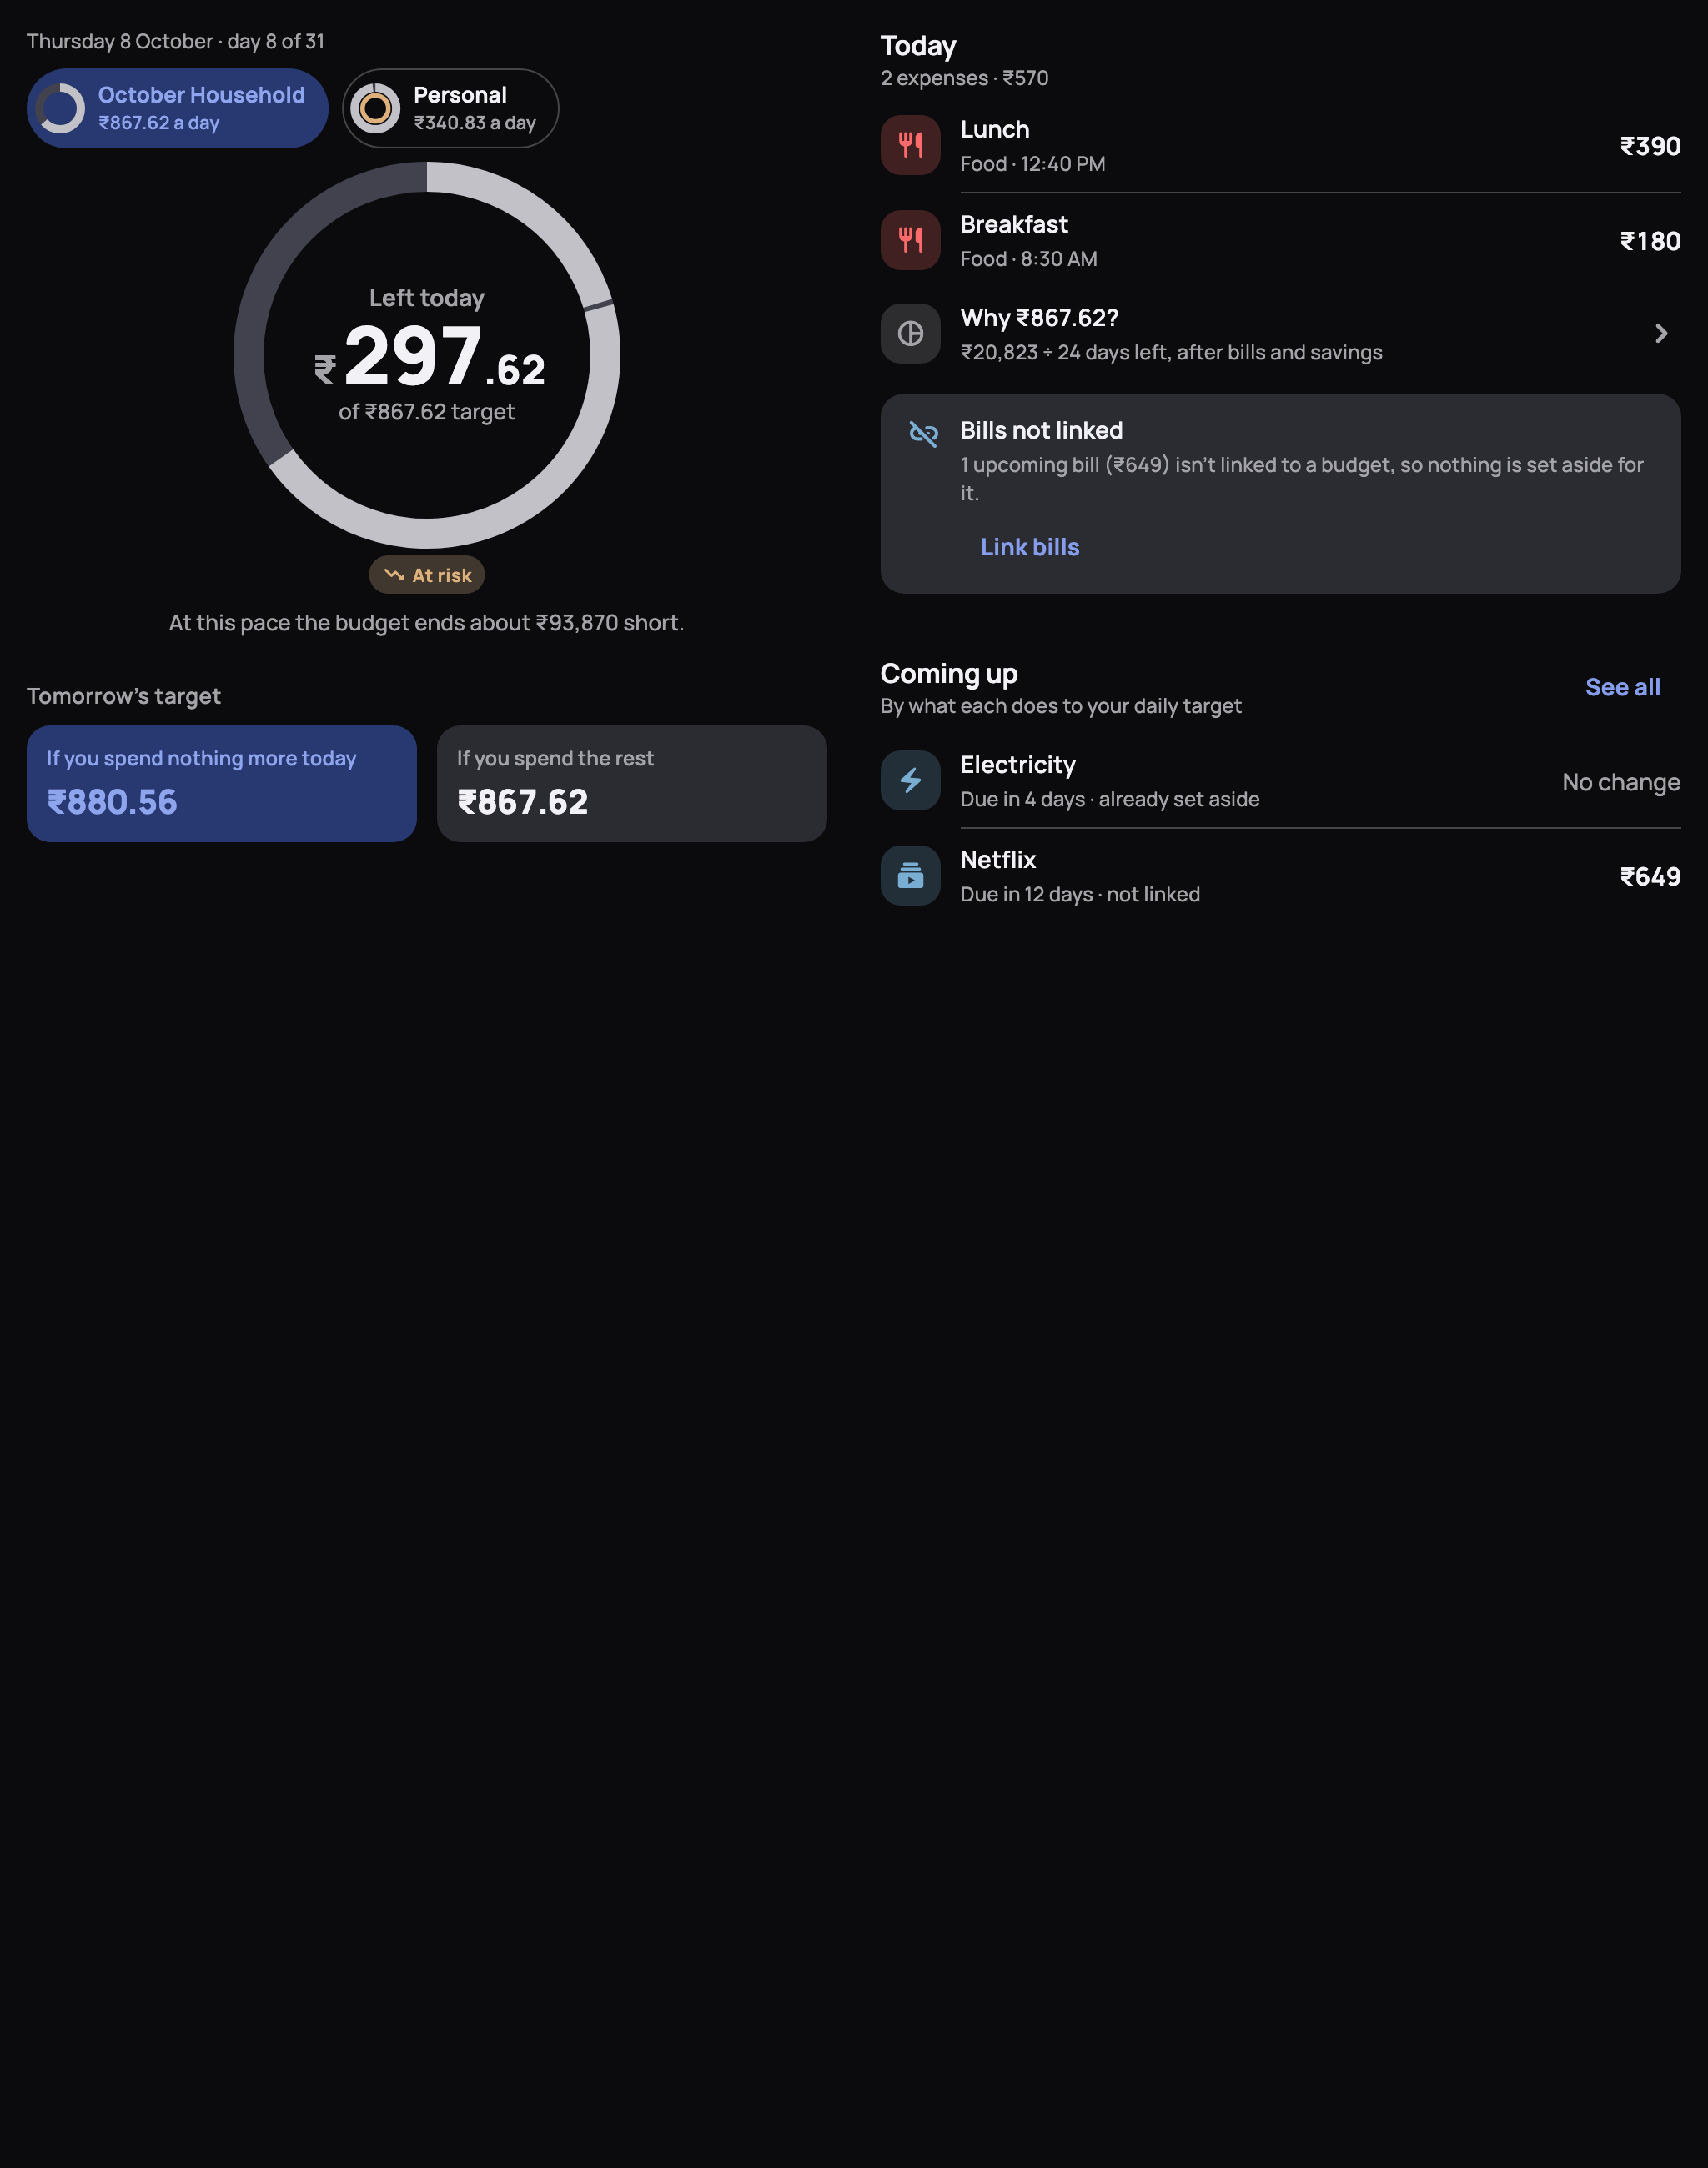 Thursday 8 October · day 8 of 31
October Household
₹867.62 a day
Personal
₹340.83 a day
Left today
₹297.62
of ₹867.62 target
At risk
At this pace the budget ends about ₹93,870 short.
Tomorrow's target
If you spend nothing more today
₹880.56
If you spend the rest
₹867.62
Today
2 expenses · ₹570
Lunch
Food · 12:40 PM
₹390
Breakfast
Food · 8:30 AM
₹180
Why ₹867.62?
₹20,823 ÷ 24 days left, after bills and savings
Bills not linked
1 upcoming bill (₹649) isn't linked to a budget, so nothing is set aside for
it.
Link bills
Coming up
By what each does to your daily target
See all
Electricity
Due in 4 days · already set aside
No change
Netflix
Due in 12 days · not linked
₹649